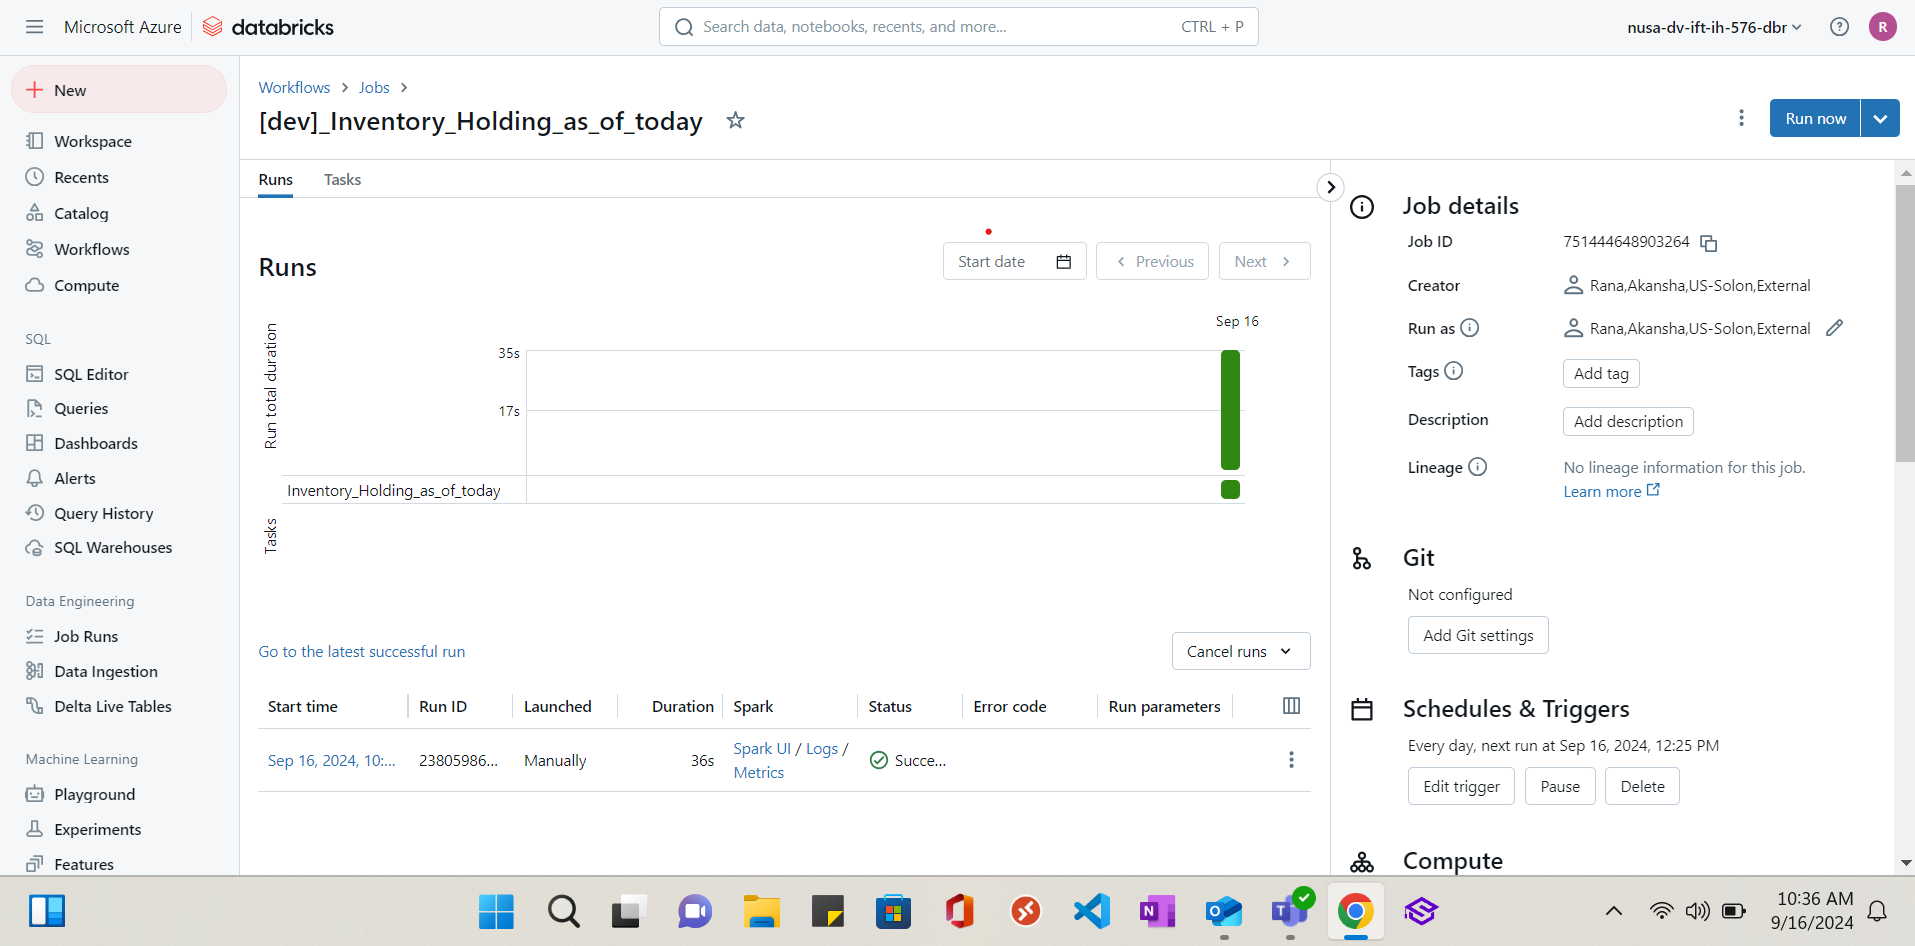 Microsoft Azure databricks
Search data, notebooks, recents, and more... CTRL + P
nusa-dv-ift-ih-576-dbr ? R
New
Workspace
Recents
Catalog
Workflows
Compute
SQL
SQL Editor
Queries
Dashboards
Alerts
Query History
SQL Warehouses
Data Engineering
Job Runs
Data Ingestion
Delta Live Tables
Machine Learning
Playground
Experiments
Features
Workflows > Jobs >
[dev]_Inventory_Holding_as_of_today
Run now
Runs Tasks
Runs
Start date Previous Next
Sep 16
Run total duration
35s
17s
Inventory_Holding_as_of_today
Tasks
Go to the latest successful run Cancel runs
Start time Run ID Launched Duration Spark Status Error code Run parameters
Sep 16, 2024, 10:... 23805986... Manually 36s Spark UI / Logs / Succe...
Metrics
Job details
Job ID 751444648903264
Creator Rana,Akansha,US-Solon,External
Run as Rana,Akansha,US-Solon,External
Tags Add tag
Description Add description
Lineage No lineage information for this job.
Learn more
Git
Not configured
Add Git settings
Schedules & Triggers
Every day, next run at Sep 16, 2024, 12:25 PM
Edit trigger Pause Delete
Compute
10:36 AM
9/16/2024